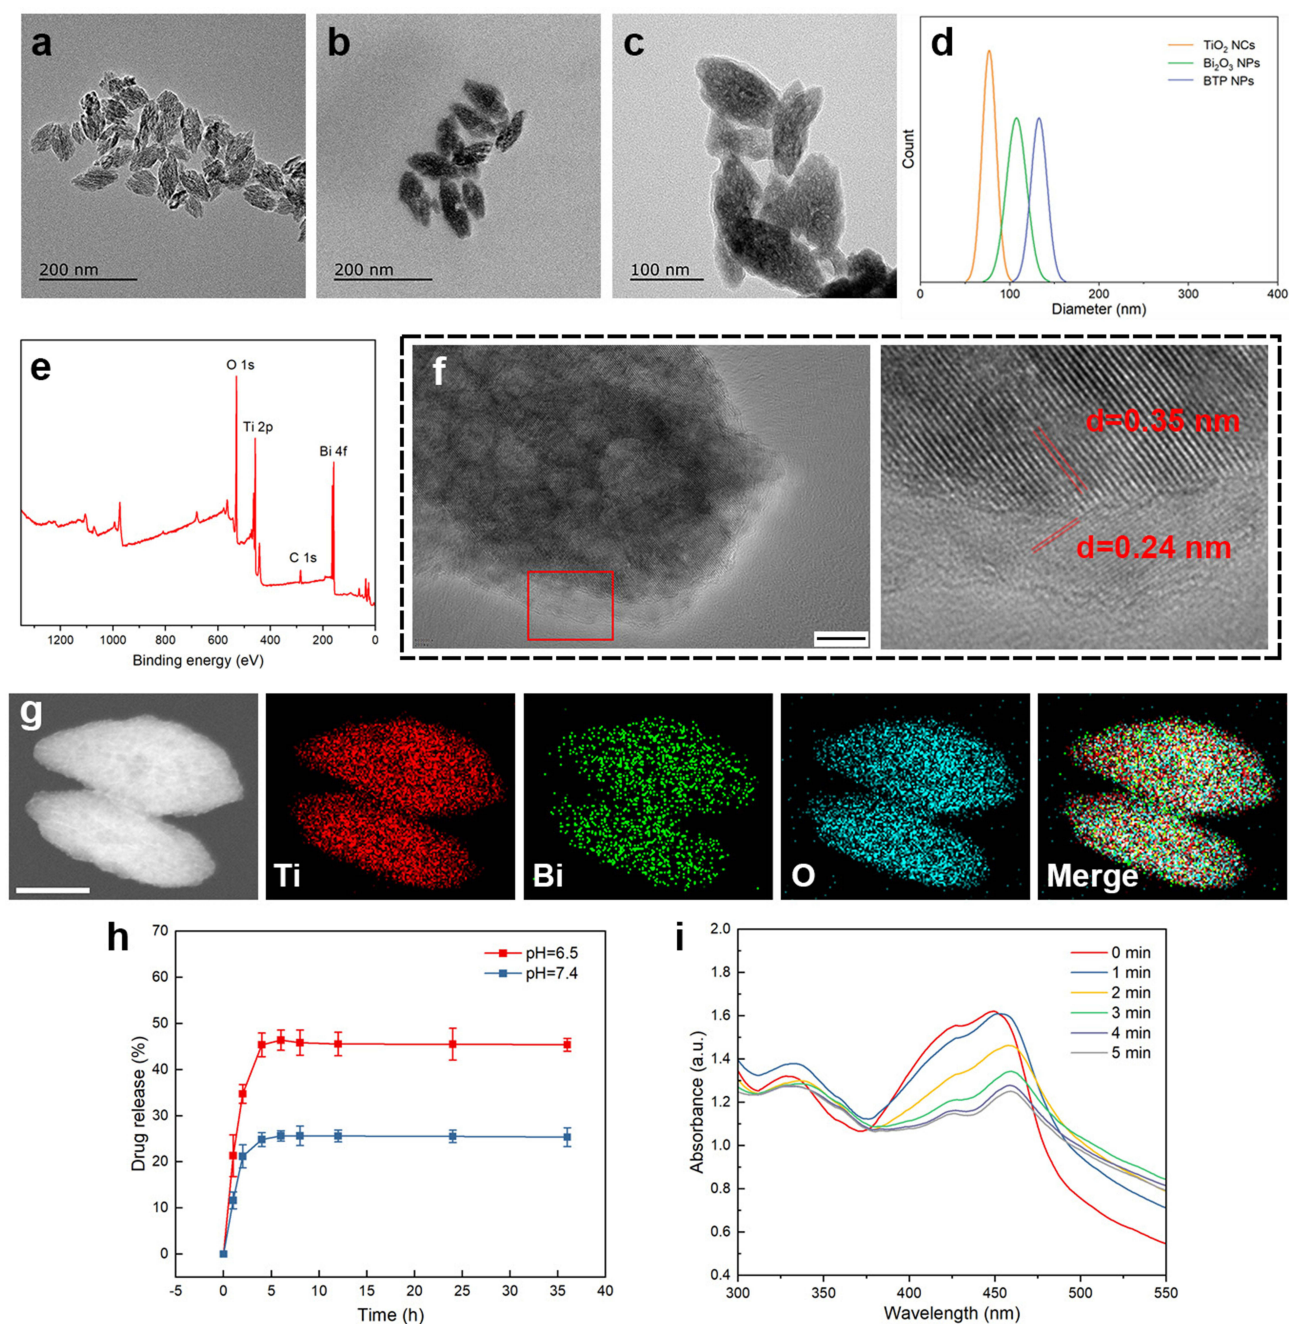 a
200 nm
b
200 nm
c
100 nm
d
TiO₂ NCs
Bi₂O₃ NPs
BTP NPs
Count
0 100 200 300 400
Diameter (nm)
e
O 1s
Ti 2p
Bi 4f
C 1s
1200 1000 800 600 400 200 0
Binding energy (eV)
f
d=0.35 nm
d=0.24 nm
g
Ti
Bi
O
Merge
h
70
60
50
40
30
20
10
0
-5 0 5 10 15 20 25 30 35 40
Drug release (%)
Time (h)
pH=6.5
pH=7.4
i
2.0
1.8
1.6
1.4
1.2
1.0
0.8
0.6
0.4
300 350 400 450 500 550
Absorbance (a.u.)
Wavelength (nm)
0 min
1 min
2 min
3 min
4 min
5 min